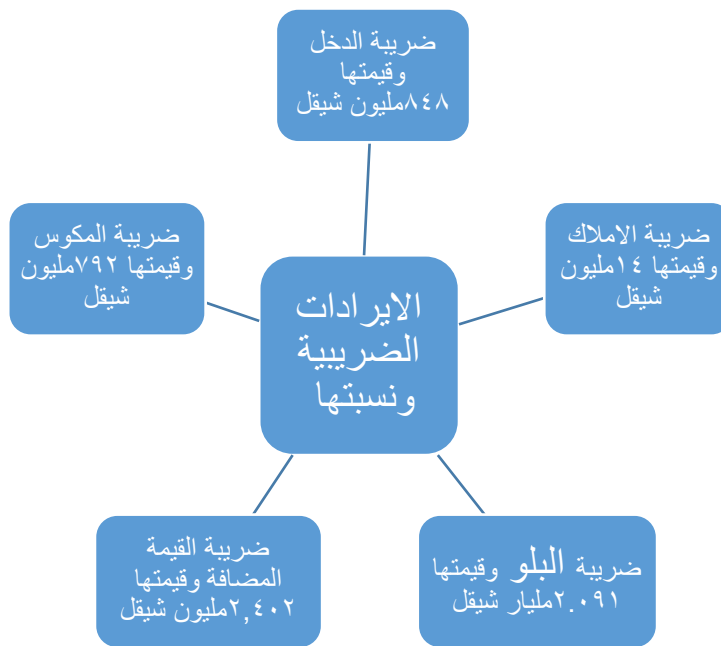 ضريبة الدخل
وقيمتها
٨٤٨مليون شيقل
ضريبة الاملاك
وقيمتها ١٤مليون
شيقل
ضريبة المكوس
وقيمتها ٧٩٢مليون
شيقل
الايرادات
الضريبية
ونسبتها
ضريبة البلو وقيمتها
٢.٠٩١مليار شيقل
ضريبة القيمة
المضافة وقيمتها
٢,٤٠٢مليون شيقل